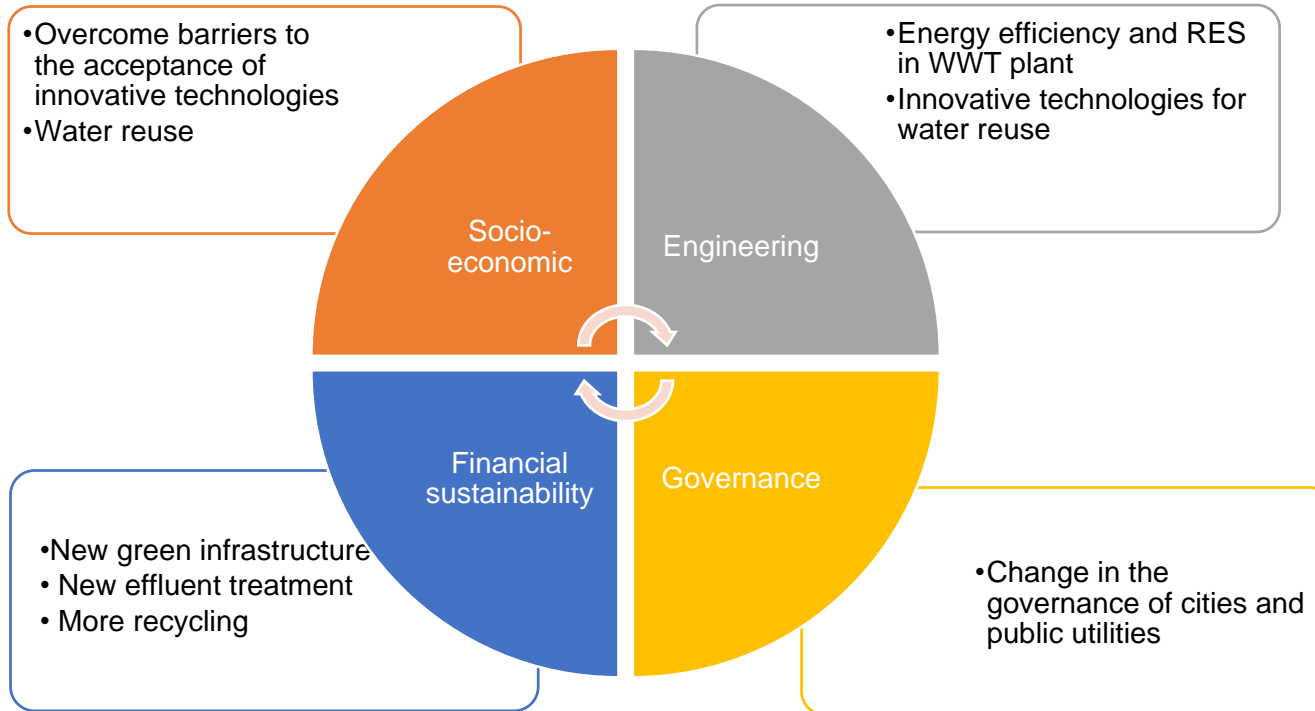 •Overcome barriers to
the acceptance of
innovative technologies
•Water reuse
•Energy efficiency and RES
in WWT plant
•Innovative technologies for
water reuse
Socio-
economic
Engineering
Financial
sustainability
Governance
•New green infrastructure
• New effluent treatment
• More recycling
•Change in the
governance of cities and
public utilities